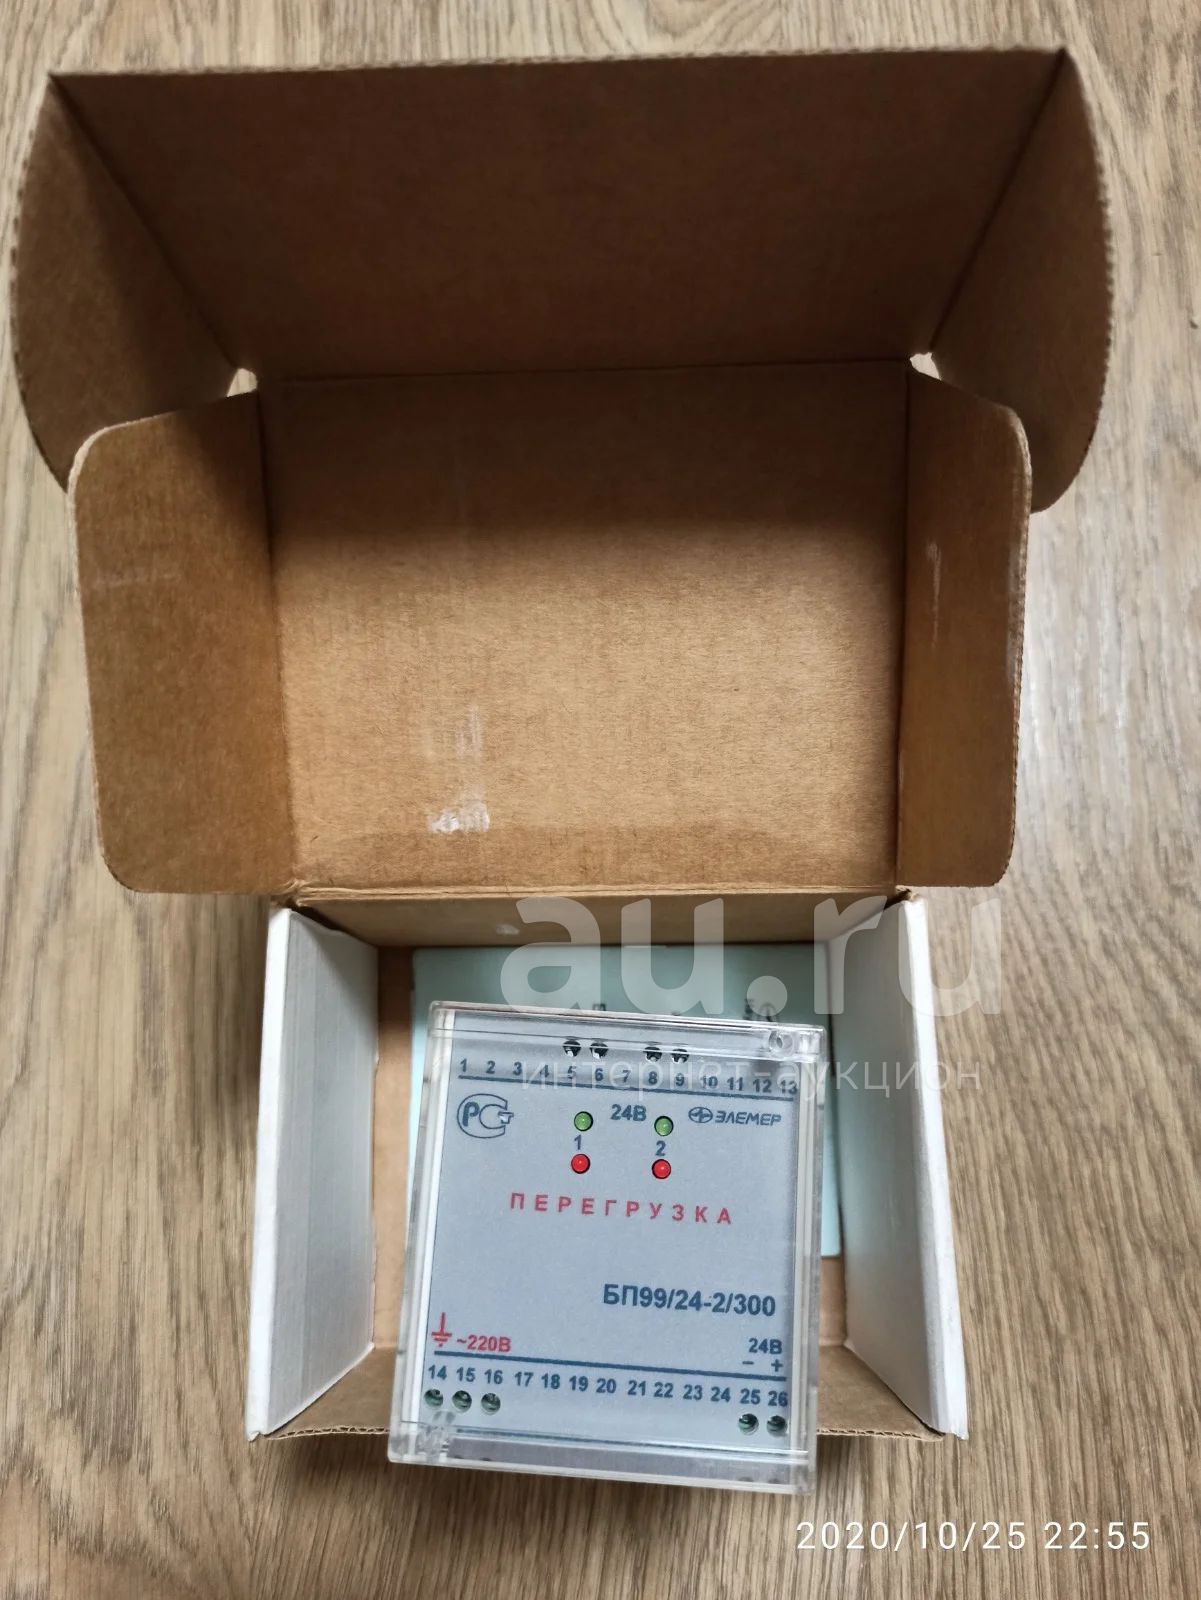 au.ru
интернет-аукцион
1 2 3 4 5 6 7 8 9 10 11 12 13
РСТ 24В ЭЛЕМЕР
1 2
ПЕРЕГРУЗКА
БП99/24-2/300
~220В 24В
− +
14 15 16 17 18 19 20 21 22 23 24 25 26
2020/10/25 22:55